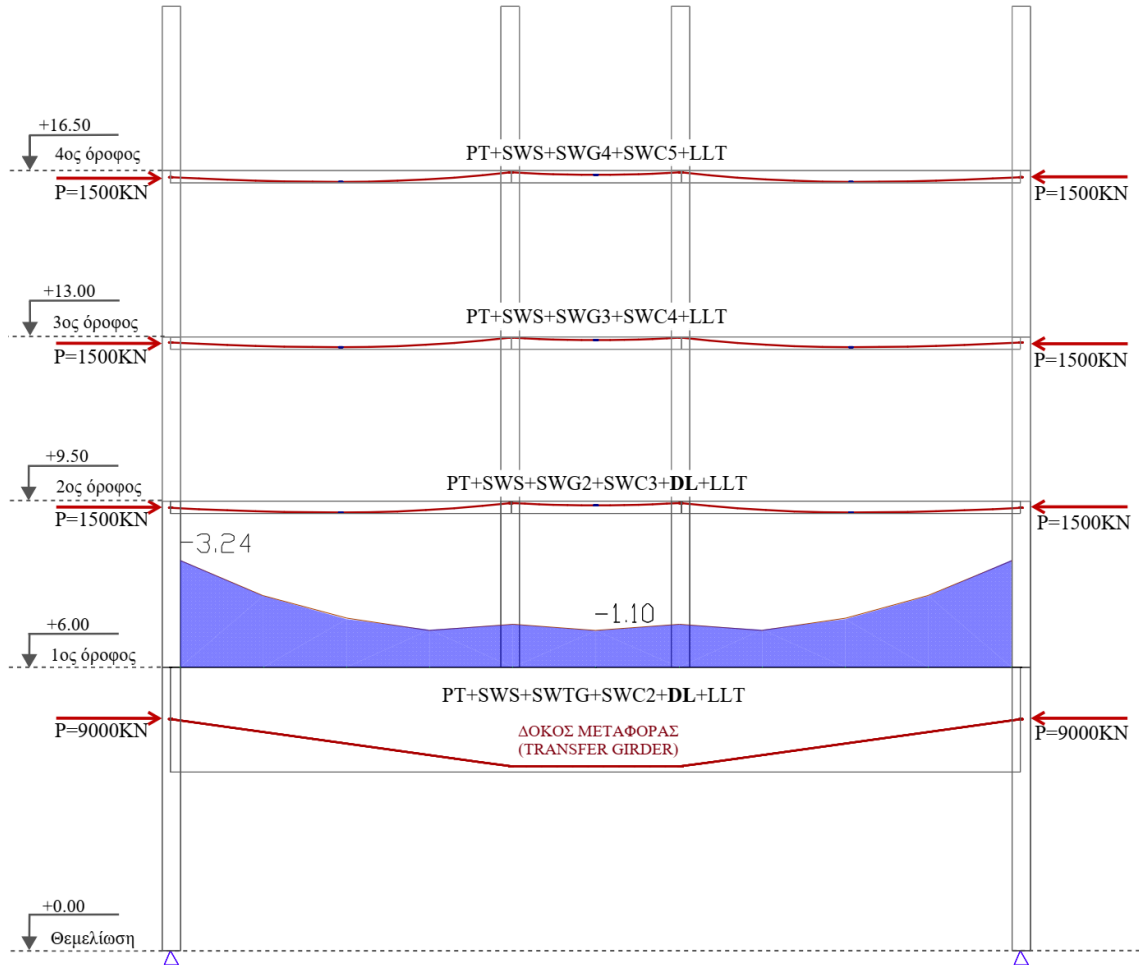 +16.50
4ος όροφος
PT+SWS+SWG4+SWC5+LLT
P=1500KN
P=1500KN
+13.00
3ος όροφος
PT+SWS+SWG3+SWC4+LLT
P=1500KN
P=1500KN
+9.50
2ος όροφος
PT+SWS+SWG2+SWC3+DL+LLT
P=1500KN
P=1500KN
-3.24
-1.10
+6.00
1ος όροφος
PT+SWS+SWTG+SWC2+DL+LLT
P=9000KN
P=9000KN
ΔΟΚΟΣ ΜΕΤΑΦΟΡΑΣ
(TRANSFER GIRDER)
+0.00
Θεμελίωση